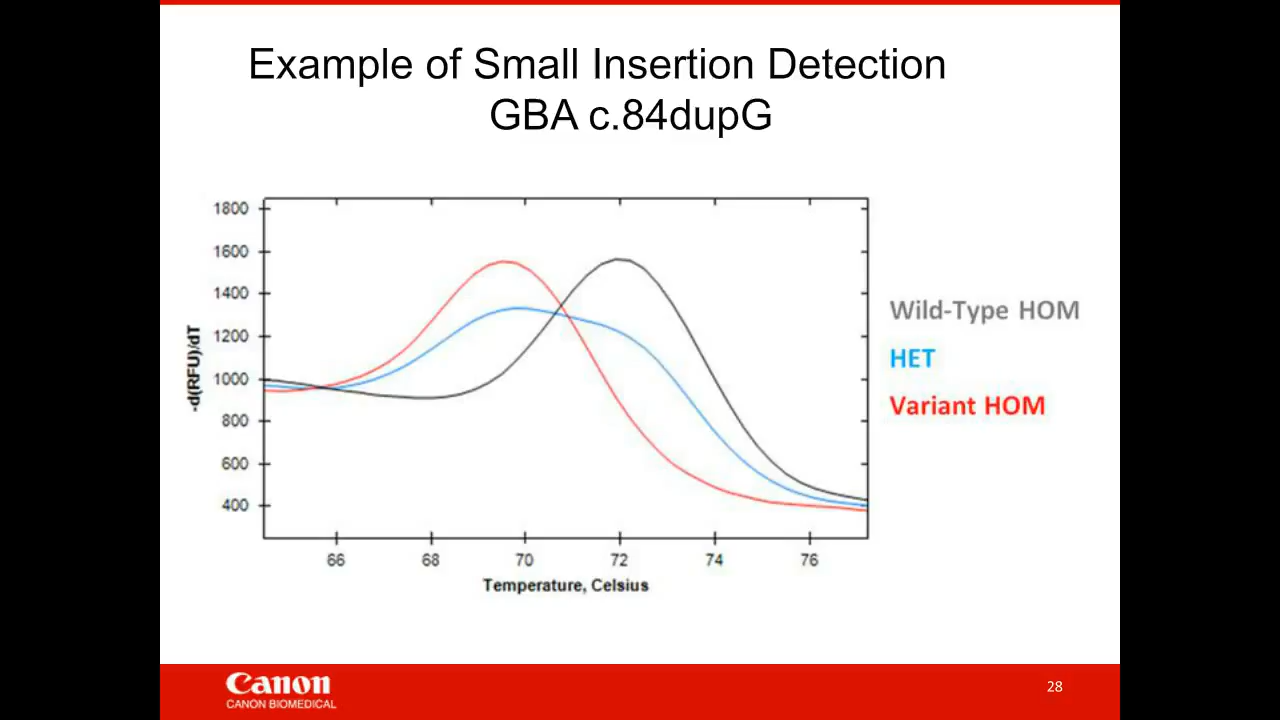 Example of Small Insertion Detection
GBA c.84dupG
1800
1600
1400
1200
1000
800
600
400
-d(RFU)/dT
66 68 70 72 74 76
Temperature, Celsius
Wild-Type HOM
HET
Variant HOM
Canon
CANON BIOMEDICAL
28